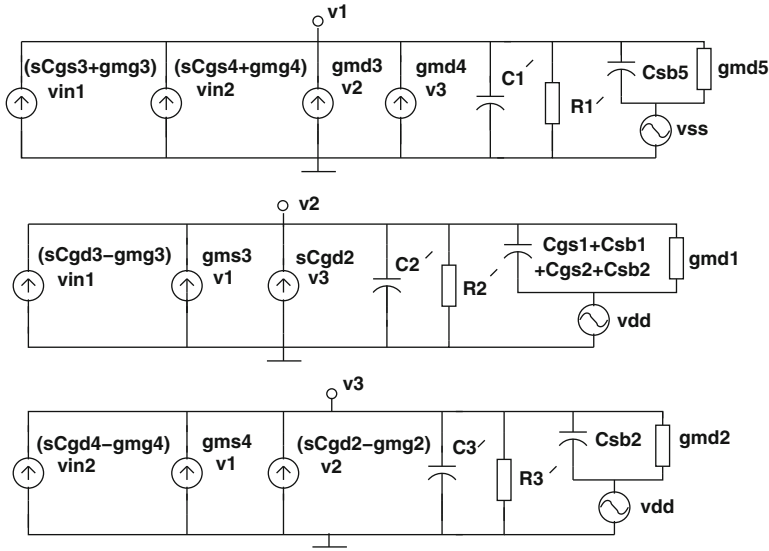 v1
(sCgs3+gmg3)
vin1
(sCgs4+gmg4)
vin2
gmd3
v2
gmd4
v3
C1′
R1′
Csb5
gmd5
vss
v2
(sCgd3−gmg3)
vin1
gms3
v1
sCgd2
v3
C2′
R2′
Cgs1+Csb1
+Cgs2+Csb2
gmd1
vdd
v3
(sCgd4−gmg4)
vin2
gms4
v1
(sCgd2−gmg2)
v2
C3′
R3′
Csb2
gmd2
vdd